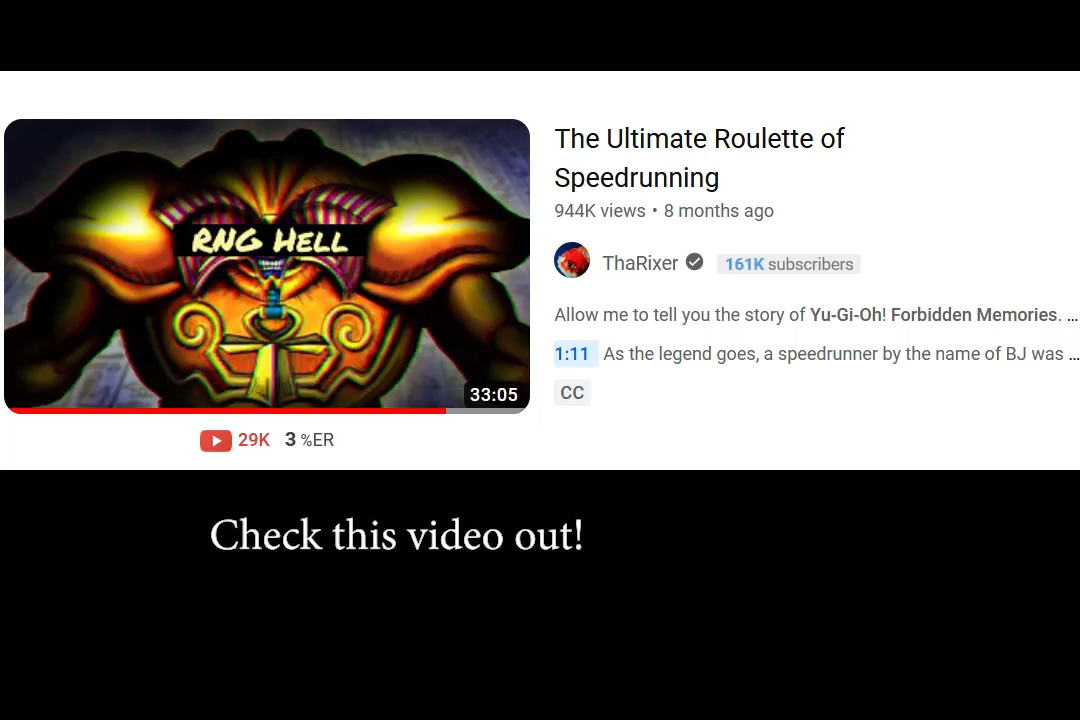 RNG HELL
33:05
29K 3 %ER
The Ultimate Roulette of
Speedrunning
944K views • 8 months ago
ThaRixer 161K subscribers
Allow me to tell you the story of Yu-Gi-Oh! Forbidden Memories. ...
1:11 As the legend goes, a speedrunner by the name of BJ was ...
CC
Check this video out!